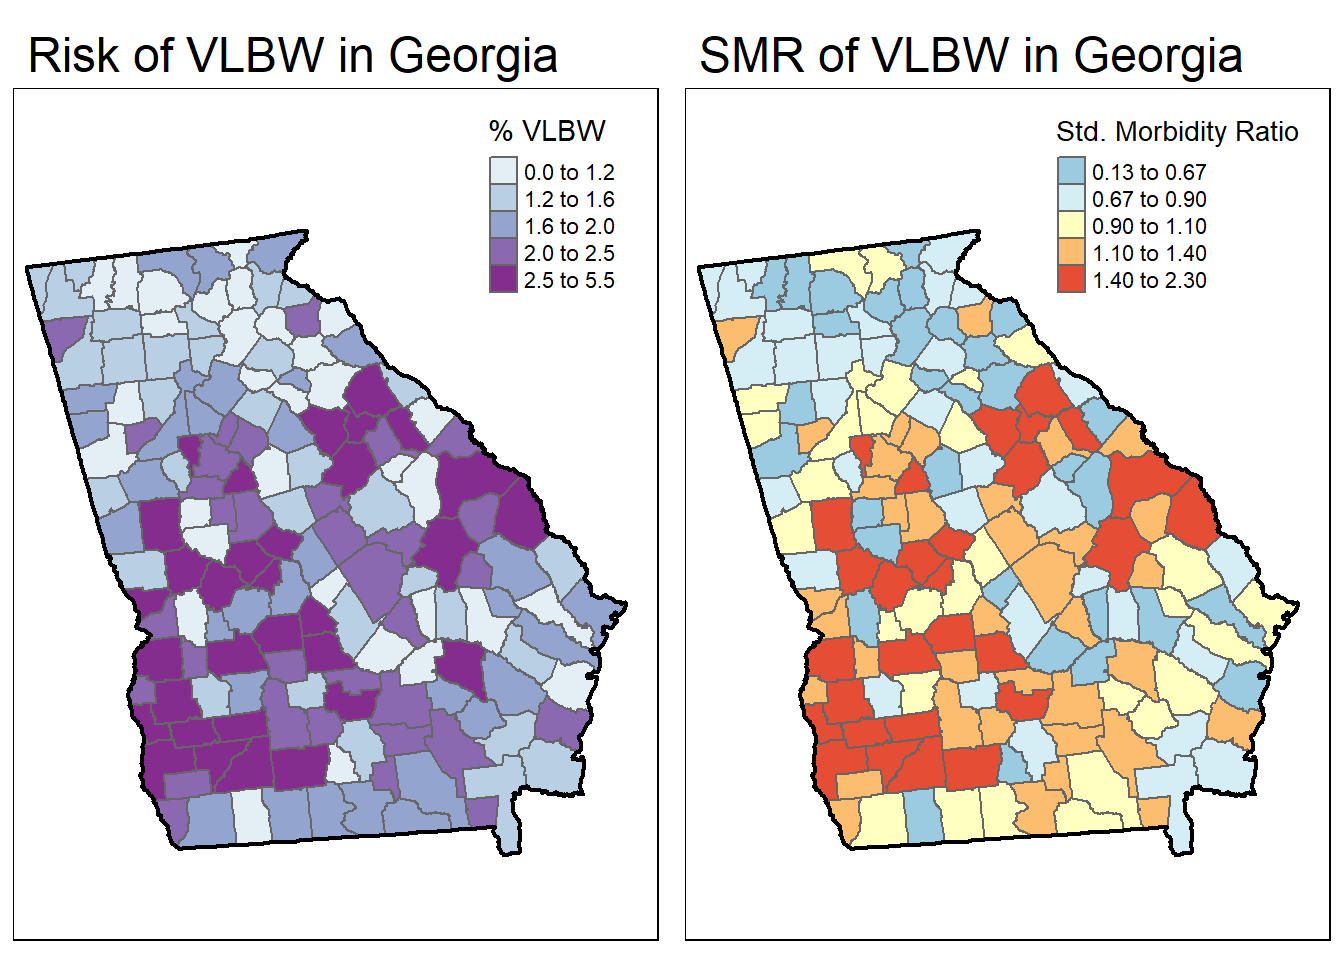 Risk of VLBW in Georgia
% VLBW
0.0 to 1.2
1.2 to 1.6
1.6 to 2.0
2.0 to 2.5
2.5 to 5.5
SMR of VLBW in Georgia
Std. Morbidity Ratio
0.13 to 0.67
0.67 to 0.90
0.90 to 1.10
1.10 to 1.40
1.40 to 2.30